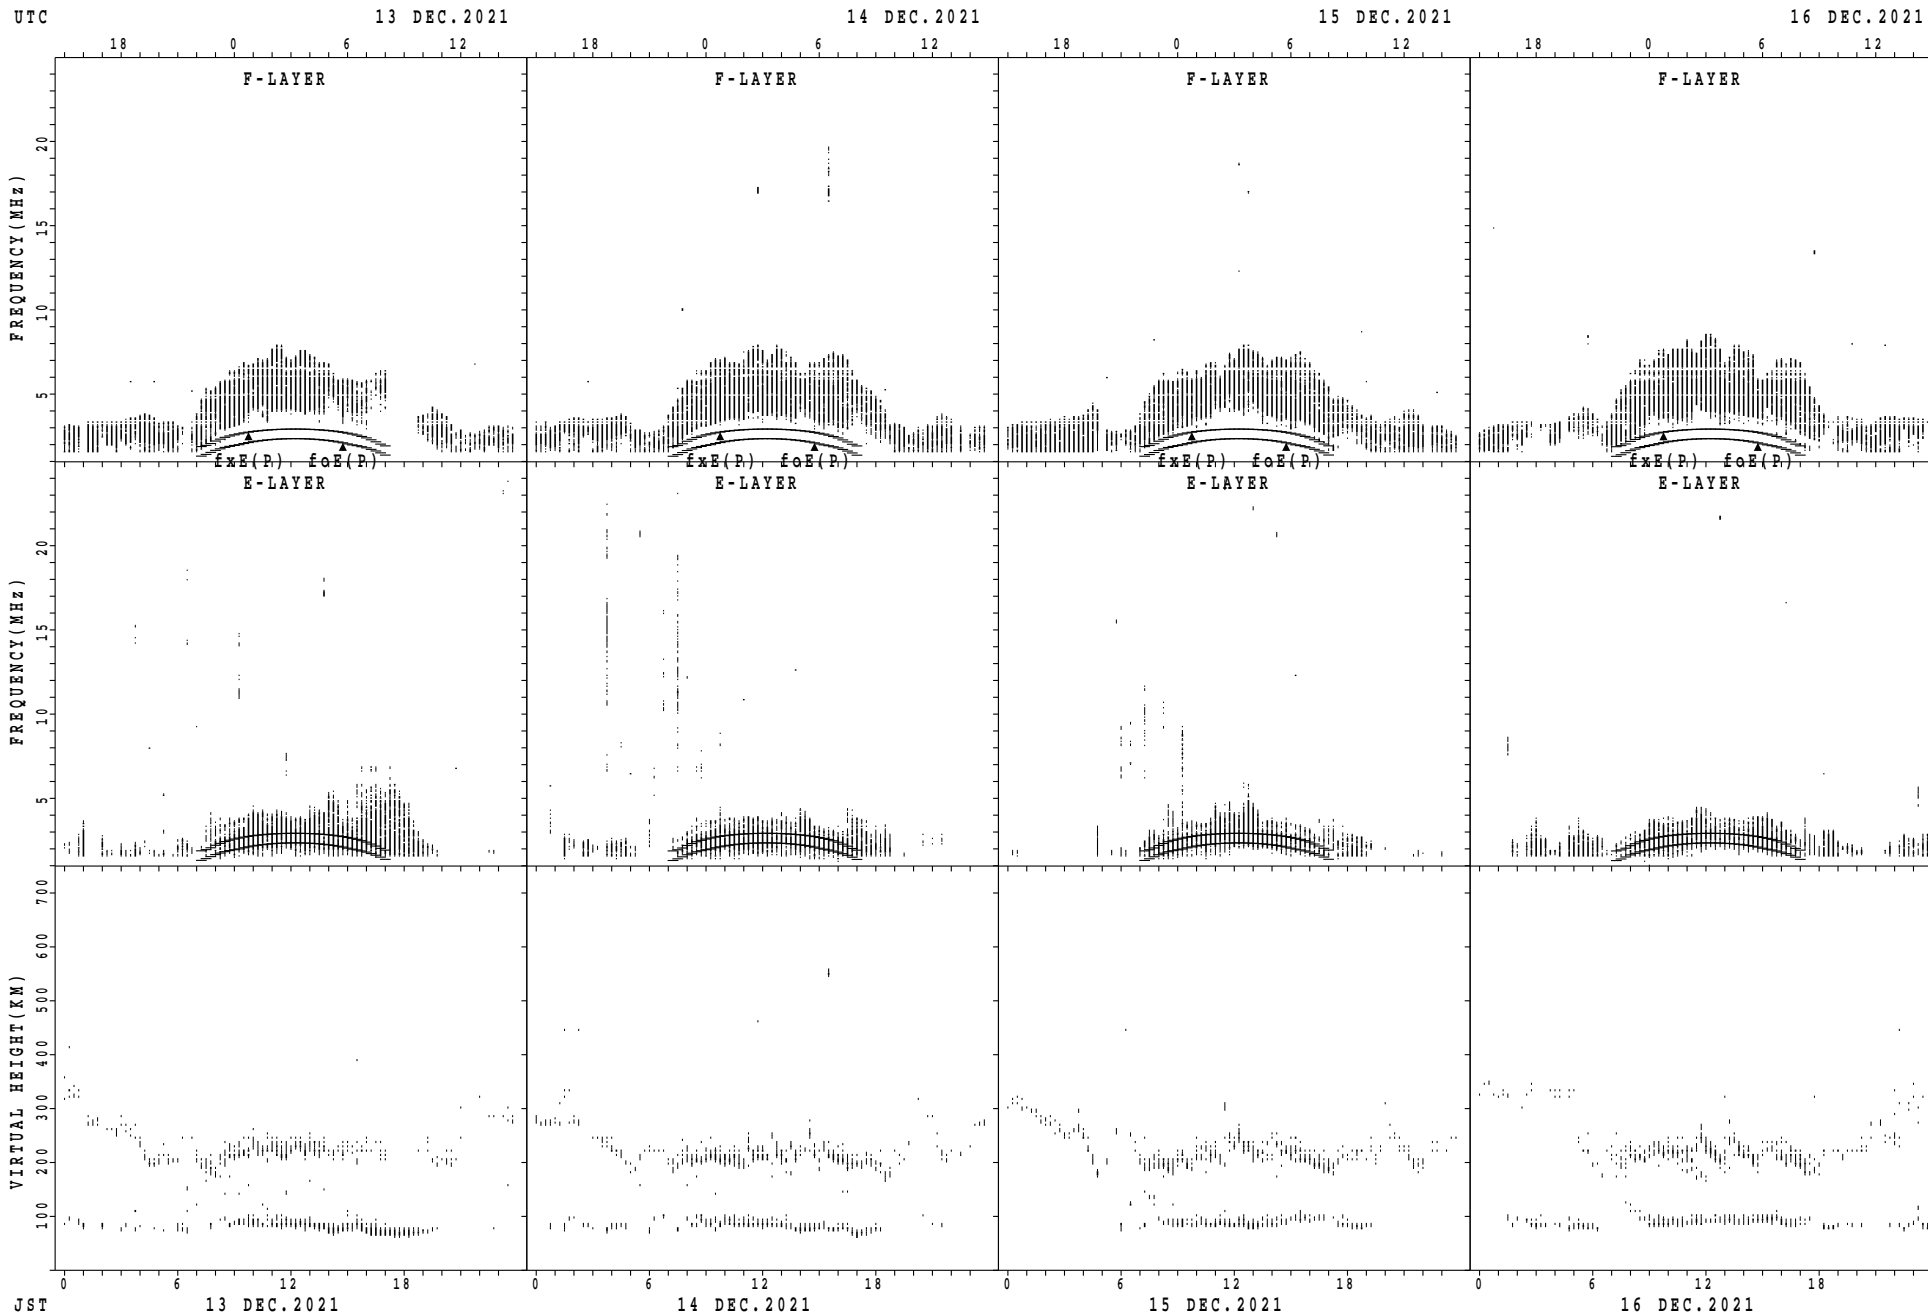 UTC 13 DEC.2021 14 DEC.2021 15 DEC.2021 16 DEC.2021
18 0 6 12 18 0 6 12 18 0 6 12 18 0 6 12
F-LAYER F-LAYER F-LAYER F-LAYER
FREQUENCY(MHz)
20
15
10
5
fxE(P) foE(P) fxE(P) foE(P) fxE(P) foE(P) fxE(P) foE(P)
E-LAYER E-LAYER E-LAYER E-LAYER
FREQUENCY(MHz)
20
15
10
5
VIRTUAL HEIGHT(KM)
700
600
500
400
300
200
100
0 6 12 18 0 6 12 18 0 6 12 18 0 6 12 18
JST 13 DEC.2021 14 DEC.2021 15 DEC.2021 16 DEC.2021